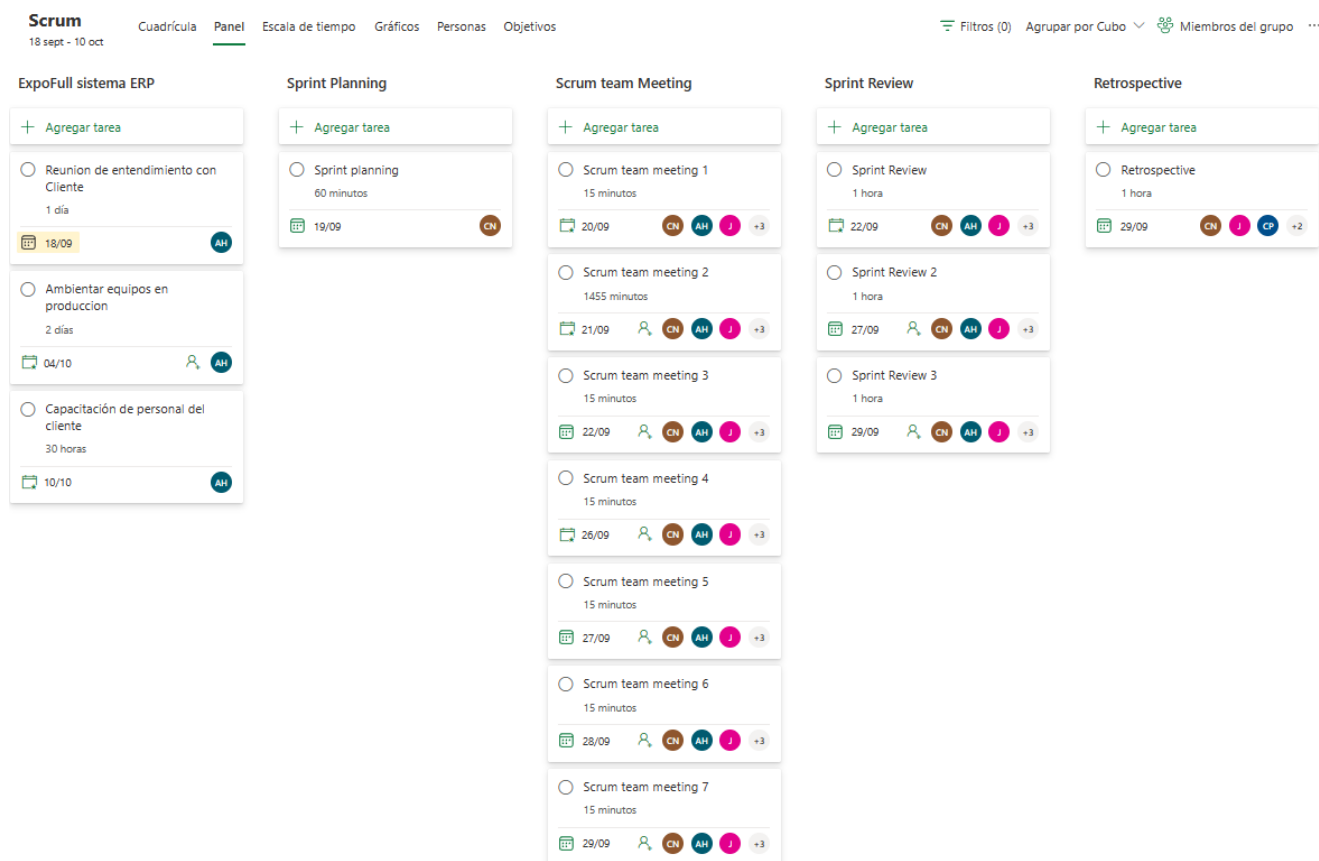 Scrum
18 sept - 10 oct
Cuadrícula Panel Escala de tiempo Gráficos Personas Objetivos
Filtros (0) Agrupar por Cubo Miembros del grupo ...
ExpoFull sistema ERP
Agregar tarea
Reunion de entendimiento con
Cliente
1 día
18/09
AH
Ambientar equipos en
produccion
2 días
04/10
AH
Capacitación de personal del
cliente
30 horas
10/10
AH
Sprint Planning
Agregar tarea
Sprint planning
60 minutos
19/09
CN
Scrum team Meeting
Agregar tarea
Scrum team meeting 1
15 minutos
20/09 CN AH J +3
Scrum team meeting 2
1455 minutos
21/09 CN AH J +3
Scrum team meeting 3
15 minutos
22/09 CN AH J +3
Scrum team meeting 4
15 minutos
26/09 CN AH J +3
Scrum team meeting 5
15 minutos
27/09 CN AH J +3
Scrum team meeting 6
15 minutos
28/09 CN AH J +3
Scrum team meeting 7
15 minutos
29/09 CN AH J +3
Sprint Review
Agregar tarea
Sprint Review
1 hora
22/09 CN AH J +3
Sprint Review 2
1 hora
27/09 CN AH J +3
Sprint Review 3
1 hora
29/09 CN AH J +3
Retrospective
Agregar tarea
Retrospective
1 hora
29/09 CN J CP +2